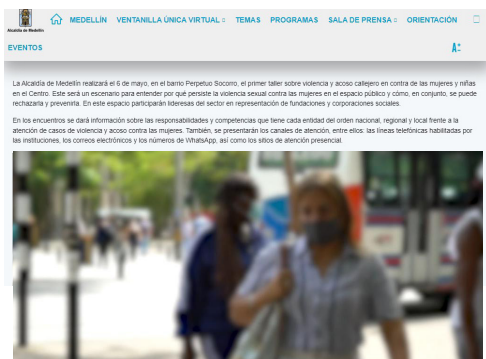 Alcaldía de Medellín
MEDELLÍN VENTANILLA ÚNICA VIRTUAL TEMAS PROGRAMAS SALA DE PRENSA ORIENTACIÓN
EVENTOS
A
La Alcaldía de Medellín realizará el 6 de mayo, en el barrio Perpetuo Socorro, el primer taller sobre violencia y acoso callejero en contra de las mujeres y niñas
en el Centro. Este será un escenario para entender por qué persiste la violencia sexual contra las mujeres en el espacio público y cómo, en conjunto, se puede
rechazarla y prevenirla. En este espacio participarán lideresas del sector en representación de fundaciones y corporaciones sociales.
En los encuentros se dará información sobre las responsabilidades y competencias que tiene cada entidad del orden nacional, regional y local frente a la
atención de casos de violencia y acoso contra las mujeres. También, se presentarán los canales de atención, entre ellos: las líneas telefónicas habilitadas por
las instituciones, los correos electrónicos y los números de WhatsApp, así como los sitios de atención presencial.